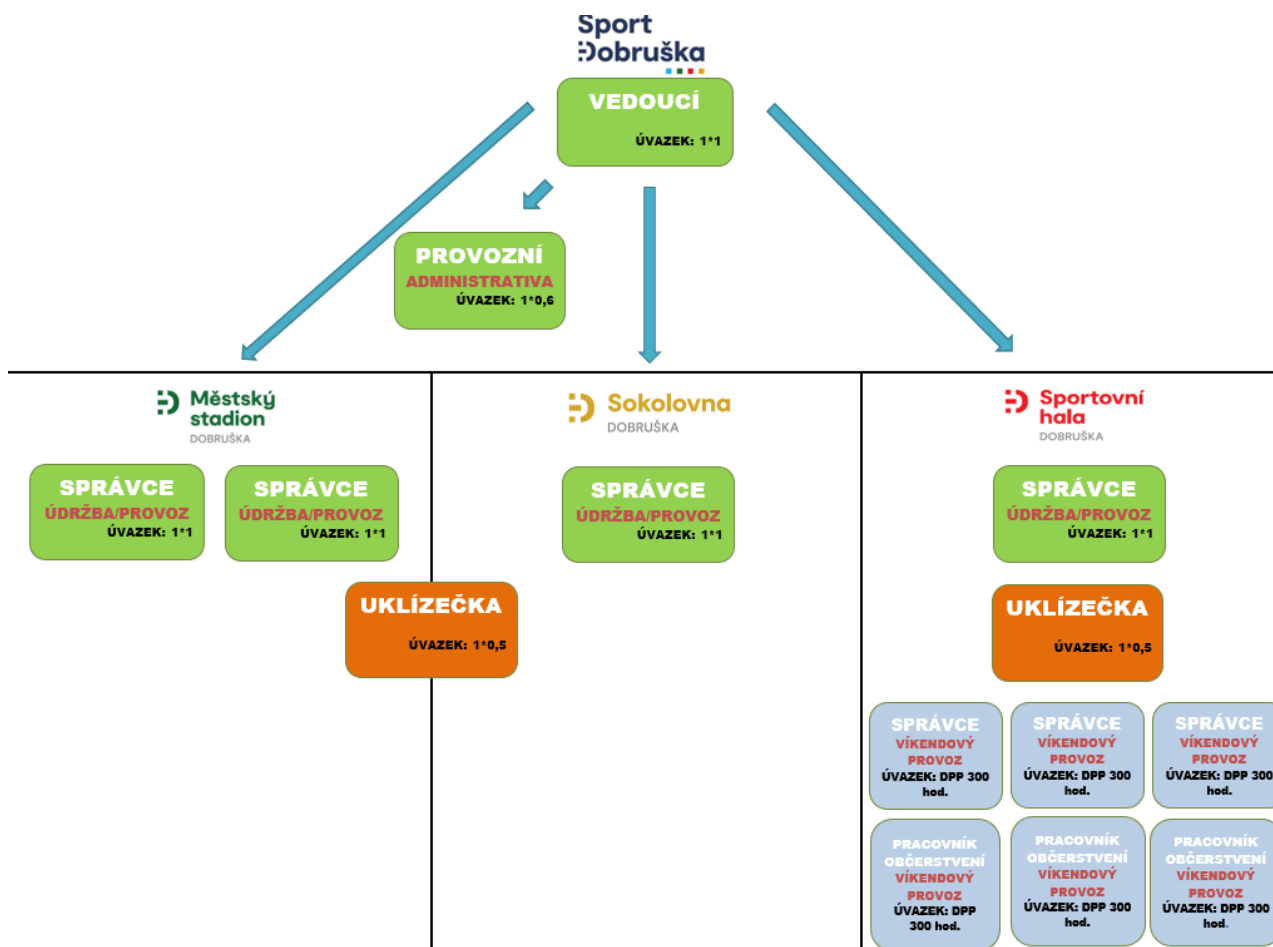 Sport
Dobruška
VEDOUCÍ
ÚVAZEK: 1*1
PROVOZNÍ
ADMINISTRATIVA
ÚVAZEK: 1*0,6
Městský
stadion
DOBRUŠKA
SPRÁVCE
ÚDRŽBA/PROVOZ
ÚVAZEK: 1*1
SPRÁVCE
ÚDRŽBA/PROVOZ
ÚVAZEK: 1*1
UKLÍZEČKA
ÚVAZEK: 1*0,5
Sokolovna
DOBRUŠKA
SPRÁVCE
ÚDRŽBA/PROVOZ
ÚVAZEK: 1*1
Sportovní
hala
DOBRUŠKA
SPRÁVCE
ÚDRŽBA/PROVOZ
ÚVAZEK: 1*1
UKLÍZEČKA
ÚVAZEK: 1*0,5
SPRÁVCE
VÍKENDOVÝ
PROVOZ
ÚVAZEK: DPP 300
hod.
SPRÁVCE
VÍKENDOVÝ
PROVOZ
ÚVAZEK: DPP 300
hod.
SPRÁVCE
VÍKENDOVÝ
PROVOZ
ÚVAZEK: DPP 300
hod.
PRACOVNÍK
OBČERSTVENÍ
VÍKENDOVÝ
PROVOZ
ÚVAZEK: DPP
300 hod.
PRACOVNÍK
OBČERSTVENÍ
VÍKENDOVÝ
PROVOZ
ÚVAZEK: DPP 300
hod.
PRACOVNÍK
OBČERSTVENÍ
VÍKENDOVÝ
PROVOZ
ÚVAZEK: DPP 300
hod.